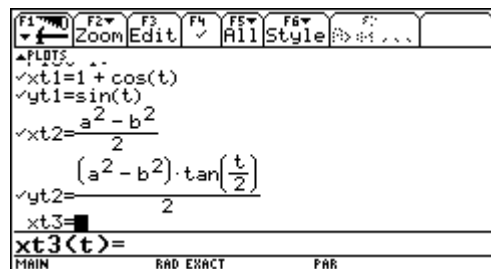 F1 F2 F3 F4 F5 F6
Zoom Edit ✓ All Style
PLOTS
✓xt1=1 + cos(t)
✓yt1=sin(t)
✓xt2=(a² - b²)/2
✓yt2=((a² - b²)·tan(t/2))/2
xt3=
xt3(t)=
MAIN RAD EXACT PAR